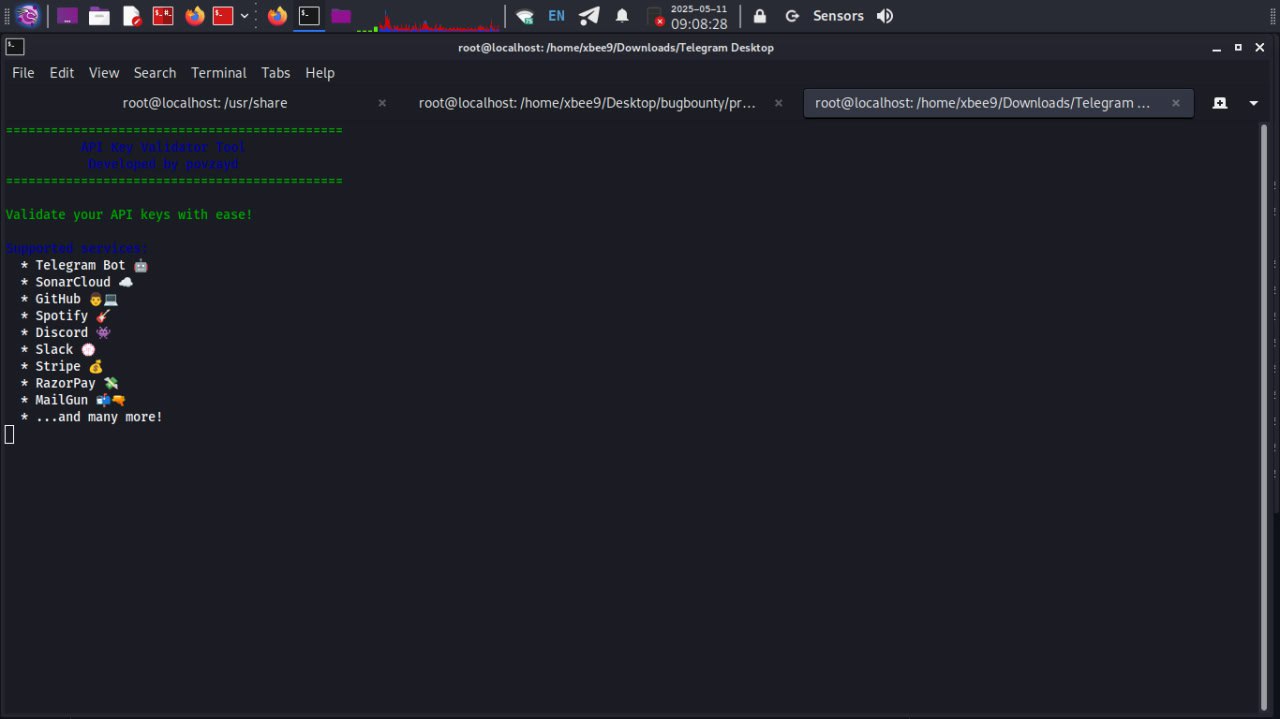 EN
2025-05-11
09:08:28
Sensors
root@localhost: /home/xbee9/Downloads/Telegram Desktop
File Edit View Search Terminal Tabs Help
root@localhost: /usr/share
root@localhost: /home/xbee9/Desktop/bugbounty/pr...
root@localhost: /home/xbee9/Downloads/Telegram ...
=============================================
API Key Validator Tool
Developed by povzayd
=============================================
Validate your API keys with ease!
Supported services:
* Telegram Bot 🤖
* SonarCloud ☁️
* GitHub 👨💻
* Spotify 🎸
* Discord 👾
* Slack 💮
* Stripe 💰
* RazorPay 💸
* MailGun 📬🔫
* ...and many more!